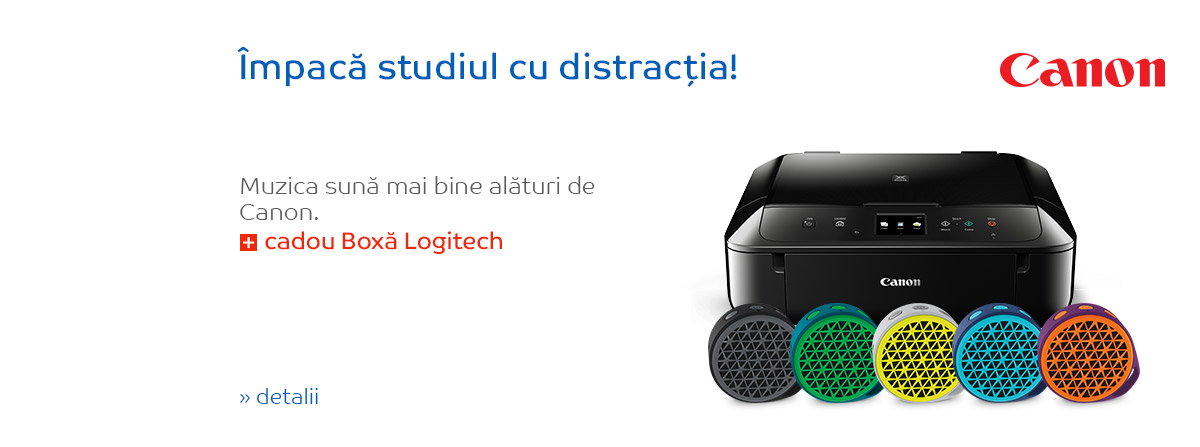 Împacă studiul cu distracția!
Canon
Muzica sună mai bine alături de
Canon.
+ cadou Boxă Logitech
Canon
» detalii